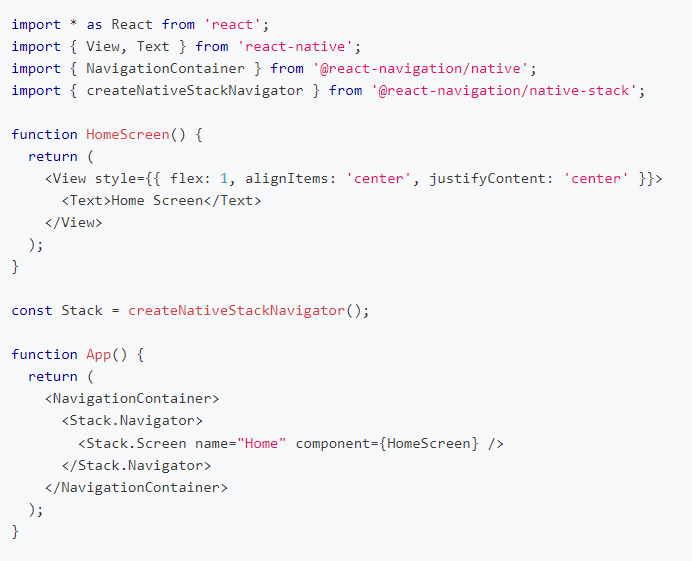 import * as React from 'react';
import { View, Text } from 'react-native';
import { NavigationContainer } from '@react-navigation/native';
import { createNativeStackNavigator } from '@react-navigation/native-stack';

function HomeScreen() {
  return (
    <View style={{ flex: 1, alignItems: 'center', justifyContent: 'center' }}>
      <Text>Home Screen</Text>
    </View>
  );
}

const Stack = createNativeStackNavigator();

function App() {
  return (
    <NavigationContainer>
      <Stack.Navigator>
        <Stack.Screen name="Home" component={HomeScreen} />
      </Stack.Navigator>
    </NavigationContainer>
  );
}